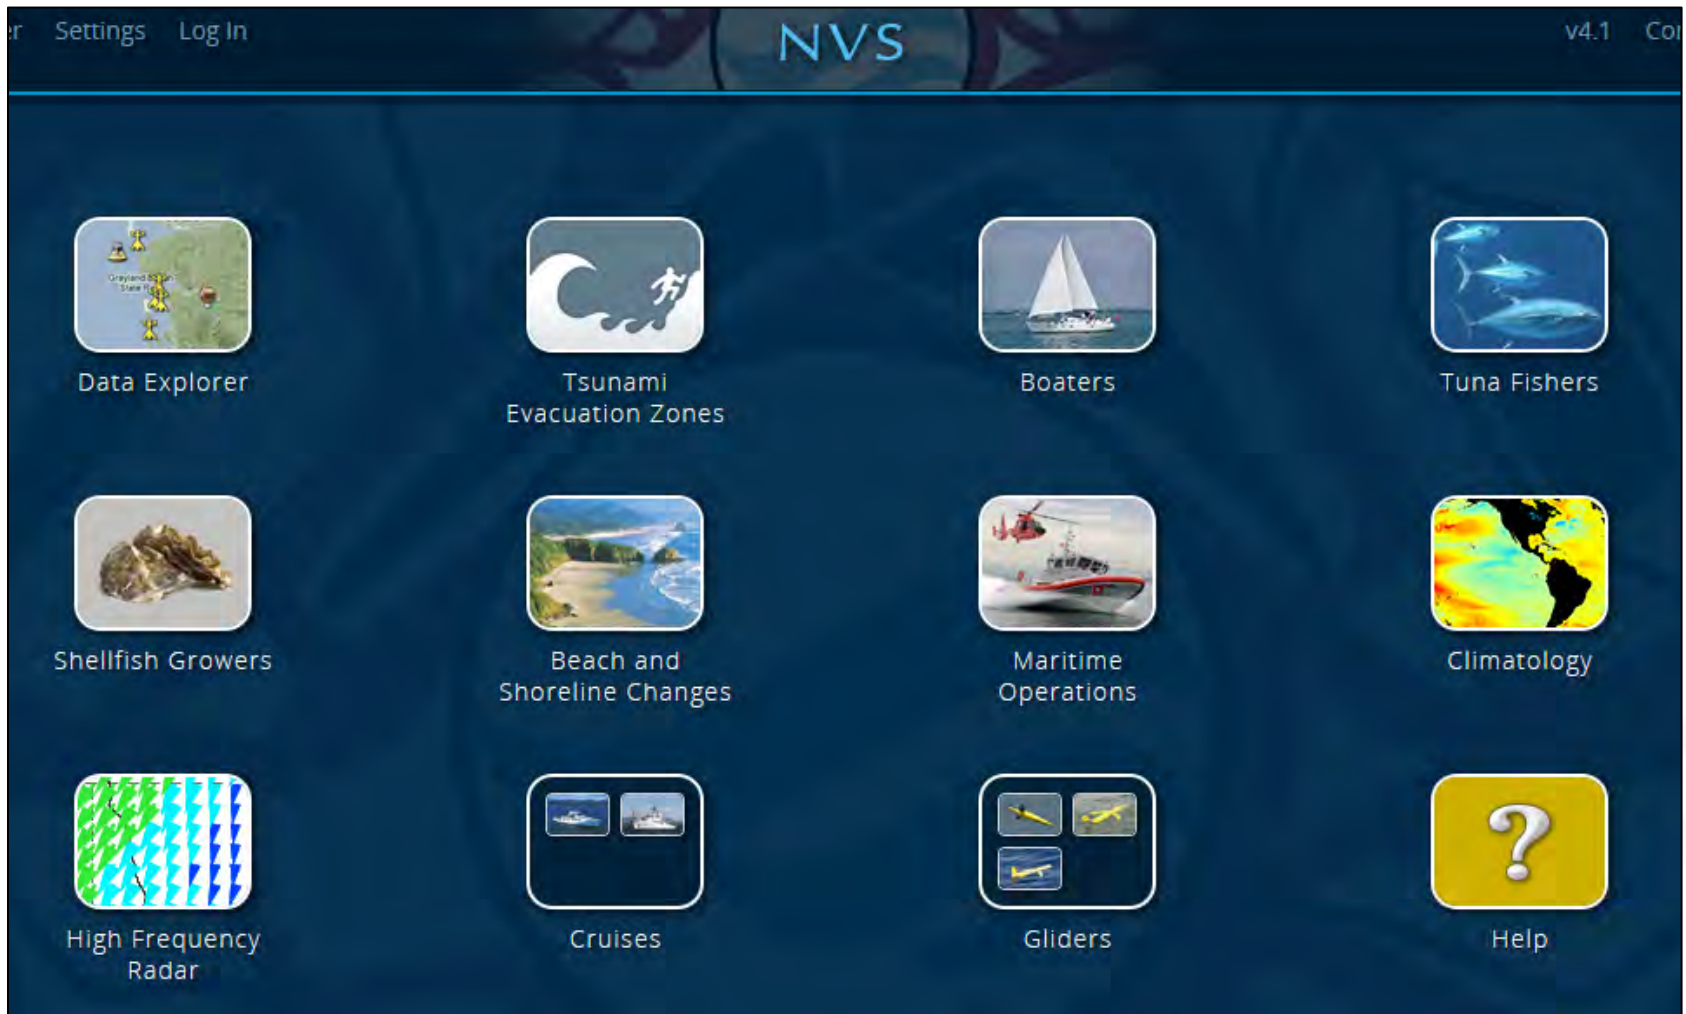 Settings Log In NVS v4.1
Data Explorer
Tsunami
Evacuation Zones
Boaters
Tuna Fishers
Shellfish Growers
Beach and
Shoreline Changes
Maritime
Operations
Climatology
High Frequency
Radar
Cruises
Gliders
Help